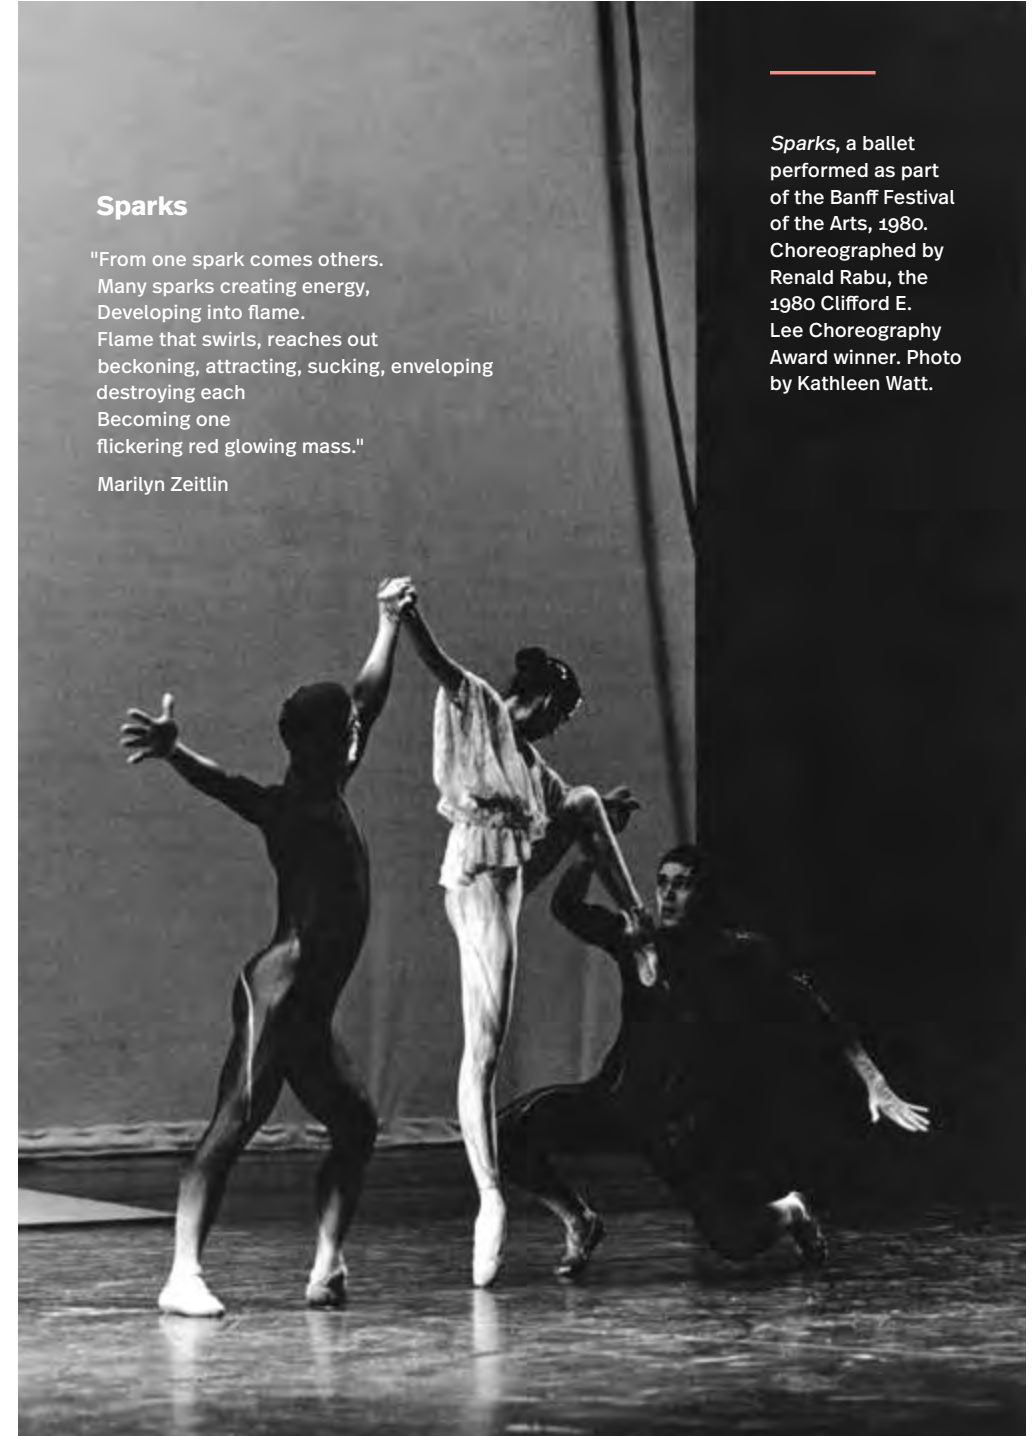 Sparks
"From one spark comes others.
Many sparks creating energy,
Developing into flame.
Flame that swirls, reaches out
beckoning, attracting, sucking, enveloping
destroying each
Becoming one
flickering red glowing mass."
Marilyn Zeitlin
Sparks, a ballet
performed as part
of the Banff Festival
of the Arts, 1980.
Choreographed by
Renald Rabu, the
1980 Clifford E.
Lee Choreography
Award winner. Photo
by Kathleen Watt.